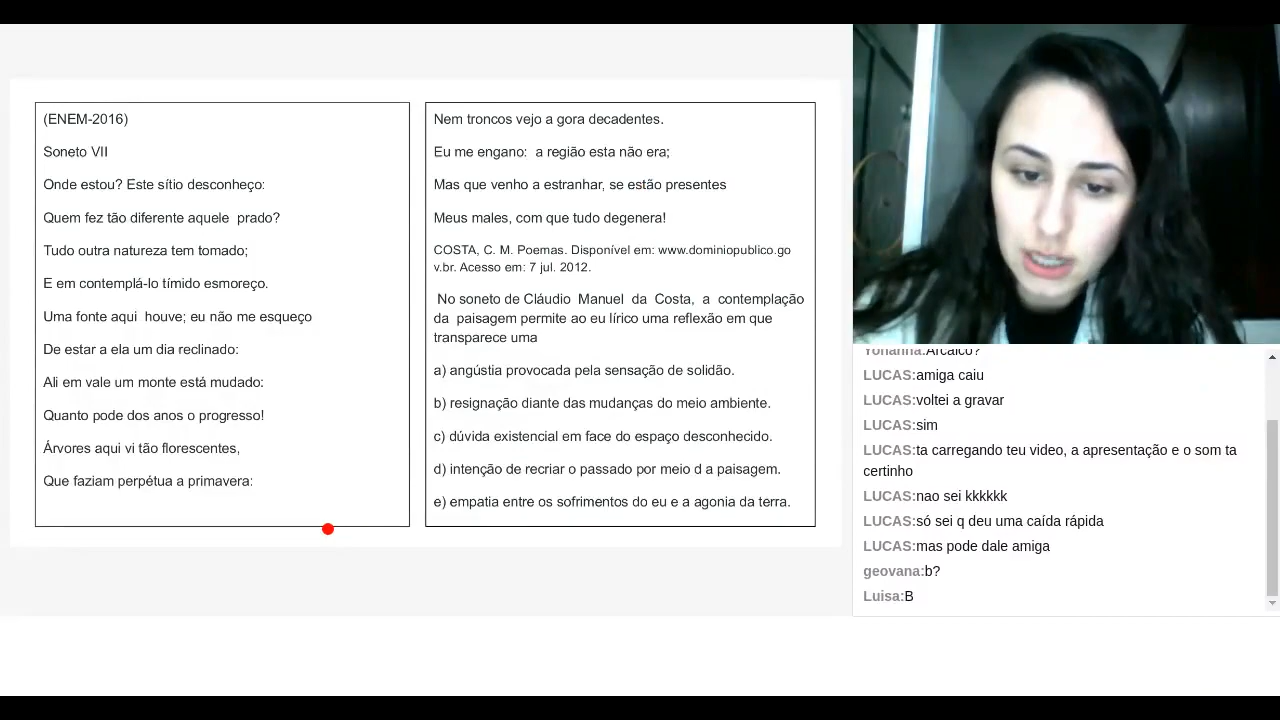 (ENEM-2016)
Soneto VII
Onde estou? Este sítio desconheço:
Quem fez tão diferente aquele prado?
Tudo outra natureza tem tomado;
E em contemplá-lo tímido esmoreço.
Uma fonte aqui houve; eu não me esqueço
De estar a ela um dia reclinado:
Ali em vale um monte está mudado:
Quanto pode dos anos o progresso!
Árvores aqui vi tão florescentes,
Que faziam perpétua a primavera:
Nem troncos vejo a gora decadentes.
Eu me engano: a região esta não era;
Mas que venho a estranhar, se estão presentes
Meus males, com que tudo degenera!
COSTA, C. M. Poemas. Disponível em: www.dominiopublico.go
v.br. Acesso em: 7 jul. 2012.
No soneto de Cláudio Manuel da Costa, a contemplação
da paisagem permite ao eu lírico uma reflexão em que
transparece uma
a) angústia provocada pela sensação de solidão.
b) resignação diante das mudanças do meio ambiente.
c) dúvida existencial em face do espaço desconhecido.
d) intenção de recriar o passado por meio d a paisagem.
e) empatia entre os sofrimentos do eu e a agonia da terra.
Yohanna:Arcaico?
LUCAS:amiga caiu
LUCAS:voltei a gravar
LUCAS:sim
LUCAS:ta carregando teu video, a apresentação e o som ta
certinho
LUCAS:nao sei kkkkkk
LUCAS:só sei q deu uma caída rápida
LUCAS:mas pode dale amiga
geovana:b?
Luisa:B